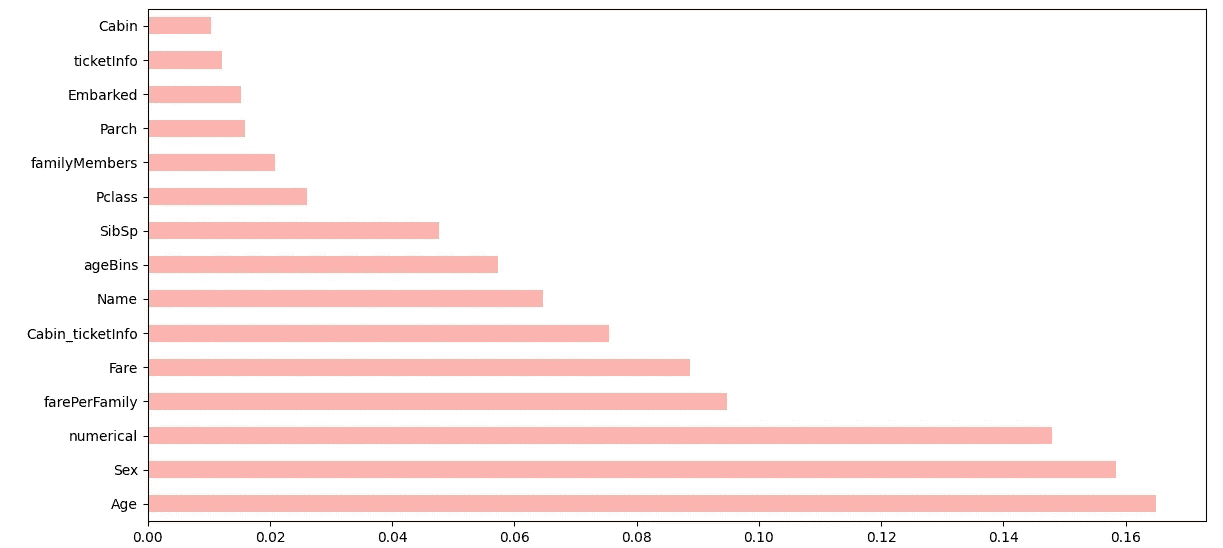 Cabin
ticketInfo
Embarked
Parch
familyMembers
Pclass
SibSp
ageBins
Name
Cabin_ticketInfo
Fare
farePerFamily
numerical
Sex
Age
0.00 0.02 0.04 0.06 0.08 0.10 0.12 0.14 0.16